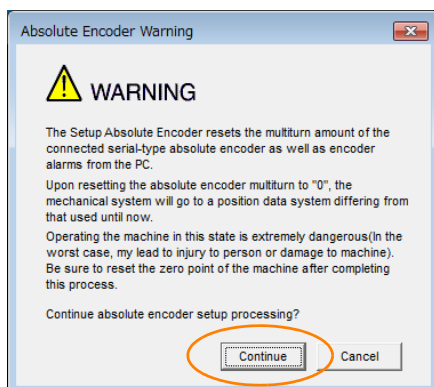 Absolute Encoder Warning
WARNING
The Setup Absolute Encoder resets the multiturn amount of the
connected serial-type absolute encoder as well as encoder
alarms from the PC.
Upon resetting the absolute encoder multiturn to "0", the
mechanical system will go to a position data system differing from
that used until now.
Operating the machine in this state is extremely dangerous(In the
worst case, my lead to injury to person or damage to machine).
Be sure to reset the zero point of the machine after completing
this process.
Continue absolute encoder setup processing?
Continue Cancel